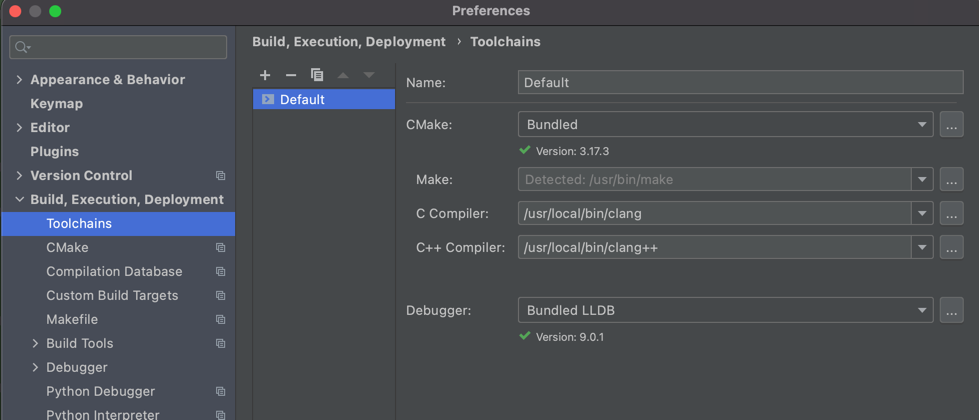 Preferences
Build, Execution, Deployment › Toolchains
Appearance & Behavior
Keymap
Editor
Plugins
Version Control
Build, Execution, Deployment
Toolchains
CMake
Compilation Database
Custom Build Targets
Makefile
Build Tools
Debugger
Python Debugger
Python Interpreter
Default
Name: Default
CMake: Bundled ...
Version: 3.17.3
Make: Detected: /usr/bin/make ...
C Compiler: /usr/local/bin/clang ...
C++ Compiler: /usr/local/bin/clang++ ...
Debugger: Bundled LLDB ...
Version: 9.0.1